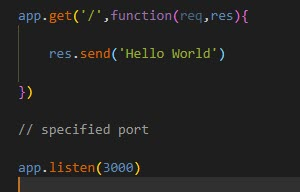 app.get('/',function(req,res){
res.send('Hello World')
})
// specified port
app.listen(3000)